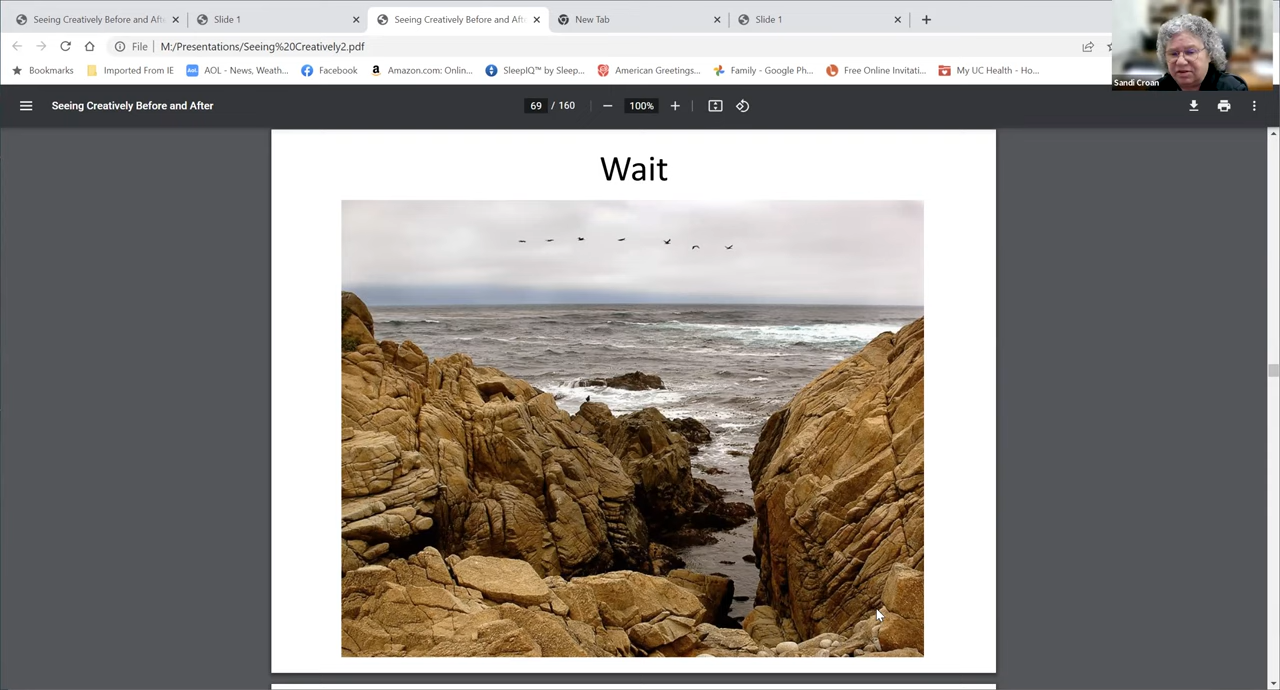 Seeing Creatively Before and Aft
Slide 1
Seeing Creatively Before and Aft
New Tab
Slide 1
File
M:/Presentations/Seeing%20Creatively2.pdf
Bookmarks
Imported From IE
AOL - News, Weath...
Facebook
Amazon.com: Onlin...
SleepIQ™ by Sleep...
American Greetings...
Family - Google Ph...
Free Online Invitati...
My UC Health - Ho...
Sandi Croan
Seeing Creatively Before and After
69 / 160
100%
Wait